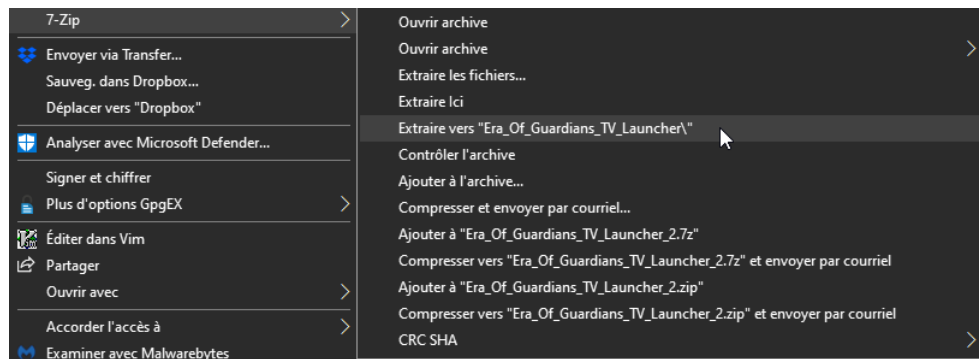 7-Zip
Envoyer via Transfer...
Sauveg. dans Dropbox...
Déplacer vers "Dropbox"
Analyser avec Microsoft Defender...
Signer et chiffrer
Plus d'options GpgEX
Éditer dans Vim
Partager
Ouvrir avec
Accorder l'accès à
Examiner avec Malwarebytes
Ouvrir archive
Ouvrir archive
Extraire les fichiers...
Extraire Ici
Extraire vers "Era_Of_Guardians_TV_Launcher\"
Contrôler l'archive
Ajouter à l'archive...
Compresser et envoyer par courriel...
Ajouter à "Era_Of_Guardians_TV_Launcher_2.7z"
Compresser vers "Era_Of_Guardians_TV_Launcher_2.7z" et envoyer par courriel
Ajouter à "Era_Of_Guardians_TV_Launcher_2.zip"
Compresser vers "Era_Of_Guardians_TV_Launcher_2.zip" et envoyer par courriel
CRC SHA